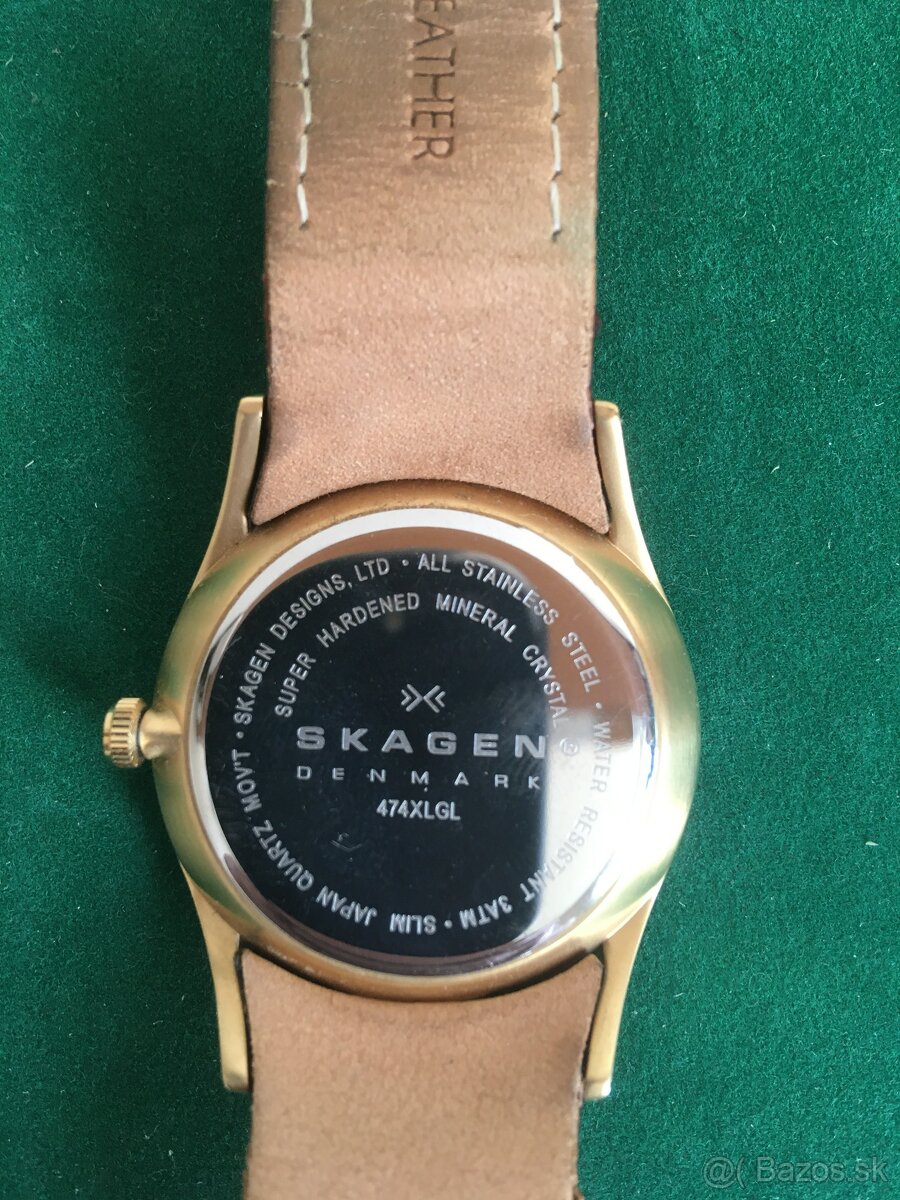 EATHER
SKAGEN DESIGNS, LTD · ALL STAINLESS STEEL · WATER RESISTANT 3ATM · SLIM JAPAN QUARTZ MOV'T ·
SUPER HARDENED MINERAL CRYSTAL
SKAGEN®
DENMARK
474XLGL
@( Bazos.sk